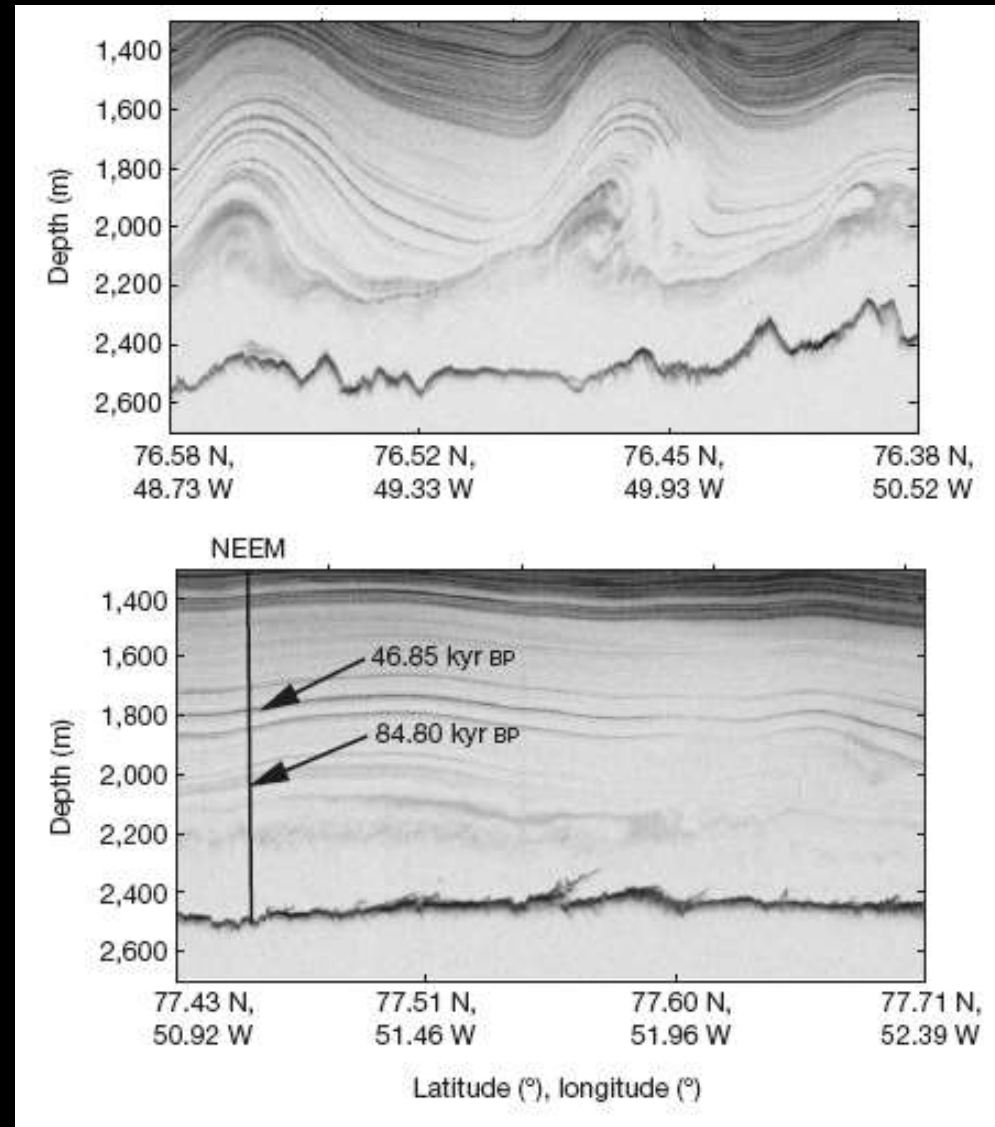 1,400
1,600
1,800
2,000
2,200
2,400
2,600
Depth (m)
76.58 N, 76.52 N, 76.45 N, 76.38 N,
48.73 W 49.33 W 49.93 W 50.52 W
NEEM
1,400
1,600
1,800
2,000
2,200
2,400
2,600
Depth (m)
46.85 kyr BP
84.80 kyr BP
77.43 N, 77.51 N, 77.60 N, 77.71 N,
50.92 W 51.46 W 51.96 W 52.39 W
Latitude (°), longitude (°)